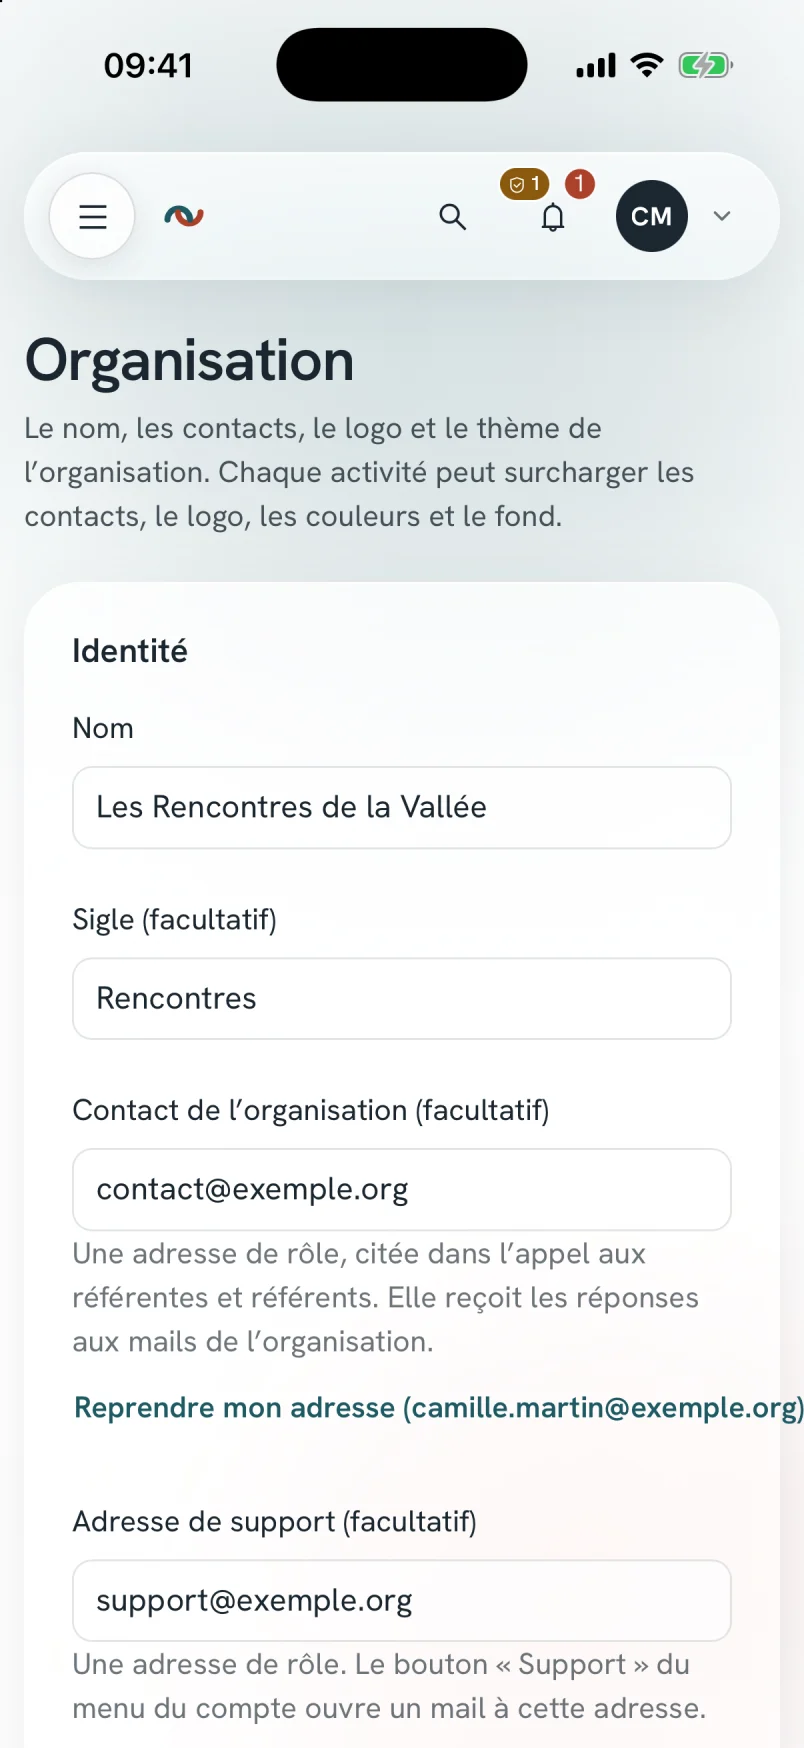 09:41
1
1
CM
Organisation
Le nom, les contacts, le logo et le thème de
l’organisation. Chaque activité peut surcharger les
contacts, le logo, les couleurs et le fond.
Identité
Nom
Les Rencontres de la Vallée
Sigle (facultatif)
Rencontres
Contact de l’organisation (facultatif)
contact@exemple.org
Une adresse de rôle, citée dans l’appel aux
référentes et référents. Elle reçoit les réponses
aux mails de l’organisation.
Reprendre mon adresse (camille.martin@exemple.org)
Adresse de support (facultatif)
support@exemple.org
Une adresse de rôle. Le bouton « Support » du
menu du compte ouvre un mail à cette adresse.